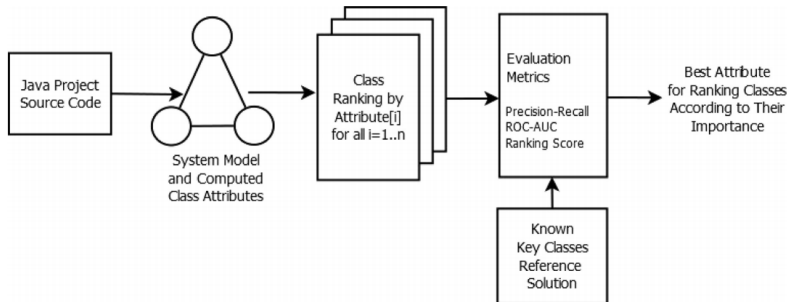 Java Project
Source Code
System Model
and Computed
Class Attributes
Class
Ranking by
Attribute[i]
for all i=1..n
Evaluation
Metrics
Precision-Recall
ROC-AUC
Ranking Score
Known
Key Classes
Reference
Solution
Best Attribute
for Ranking Classes
According to Their
Importance